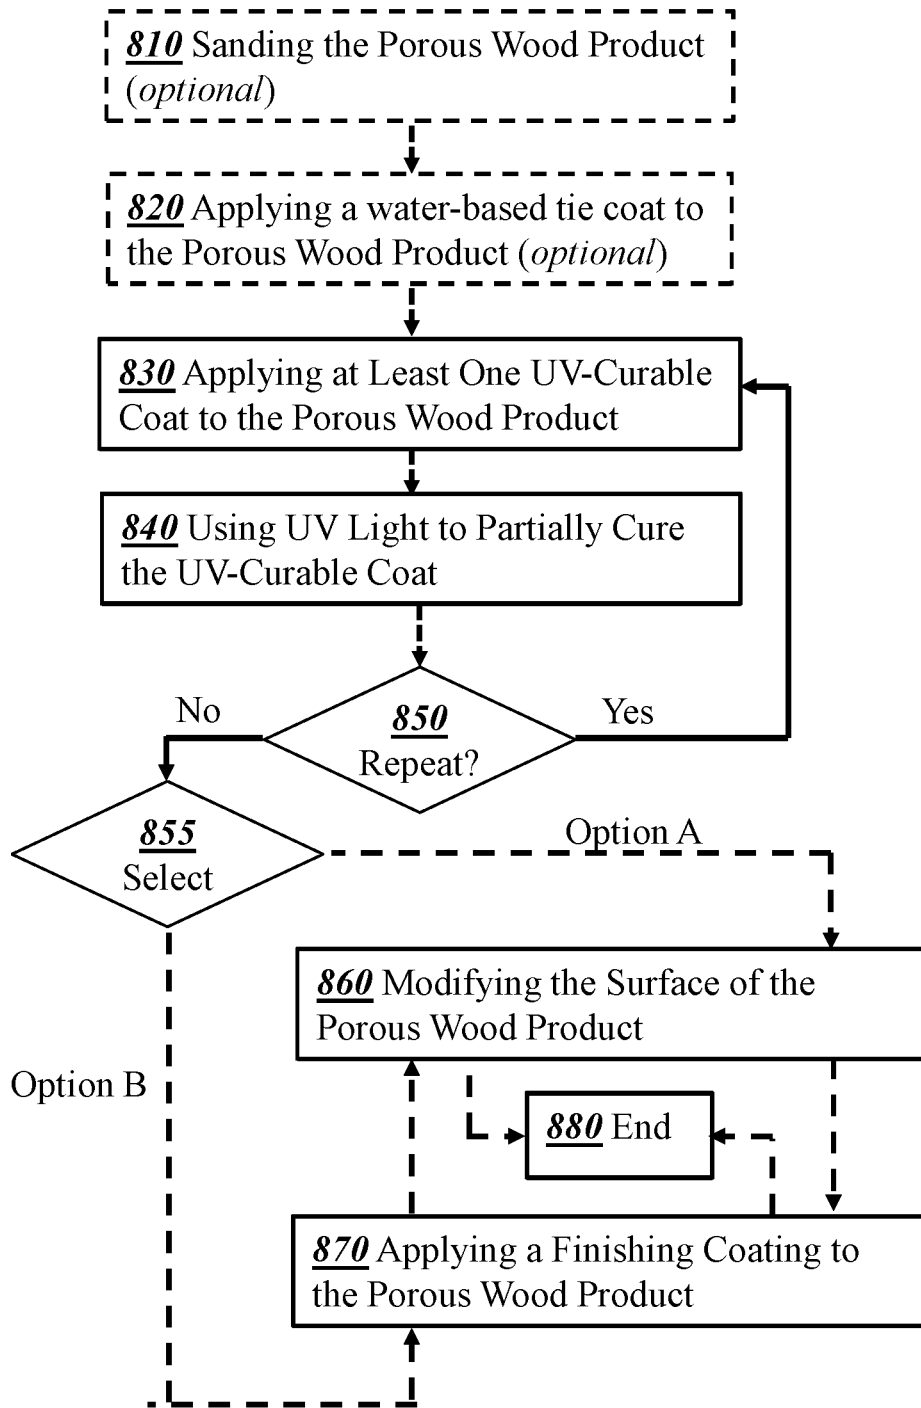 810 Sanding the Porous Wood Product
(optional)
820 Applying a water-based tie coat to
the Porous Wood Product (optional)
830 Applying at Least One UV-Curable
Coat to the Porous Wood Product
840 Using UV Light to Partially Cure
the UV-Curable Coat
No
850
Yes
Repeat?
855
Select
Option A
860 Modifying the Surface of the
Porous Wood Product
Option B
880 End
870 Applying a Finishing Coating to
the Porous Wood Product